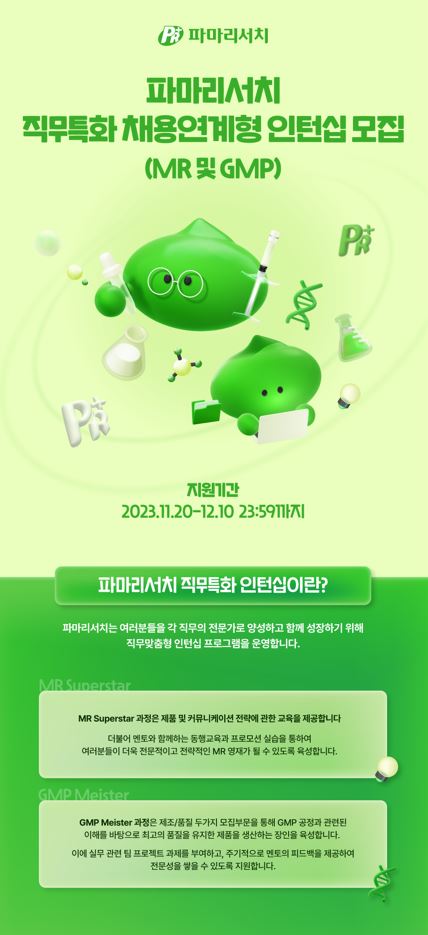 PR+ 파마리서치
파마리서치
직무특화 채용연계형 인턴십 모집
(MR 및 GMP)
PR+
PR+
지원기간
2023.11.20-12.10 23:59까지
파마리서치 직무특화 인턴십이란?
파마리서치는 여러분들을 각 직무의 전문가로 양성하고 함께 성장하기 위해
직무맞춤형 인턴십 프로그램을 운영합니다.
MR Superstar
MR Superstar 과정은 제품 및 커뮤니케이션 전략에 관한 교육을 제공합니다
더불어 멘토와 함께하는 동행교육과 프로모션 실습을 통하여
여러분들이 더욱 전문적이고 전략적인 MR 영재가 될 수 있도록 육성합니다.
GMP Meister
GMP Meister 과정은 제조/품질 두가지 모집부문을 통해 GMP 공정과 관련된
이해를 바탕으로 최고의 품질을 유지한 제품을 생산하는 장인을 육성합니다.
이에 실무 관련 팀 프로젝트 과제를 부여하고, 주기적으로 멘토의 피드백을 제공하여
전문성을 쌓을 수 있도록 지원합니다.